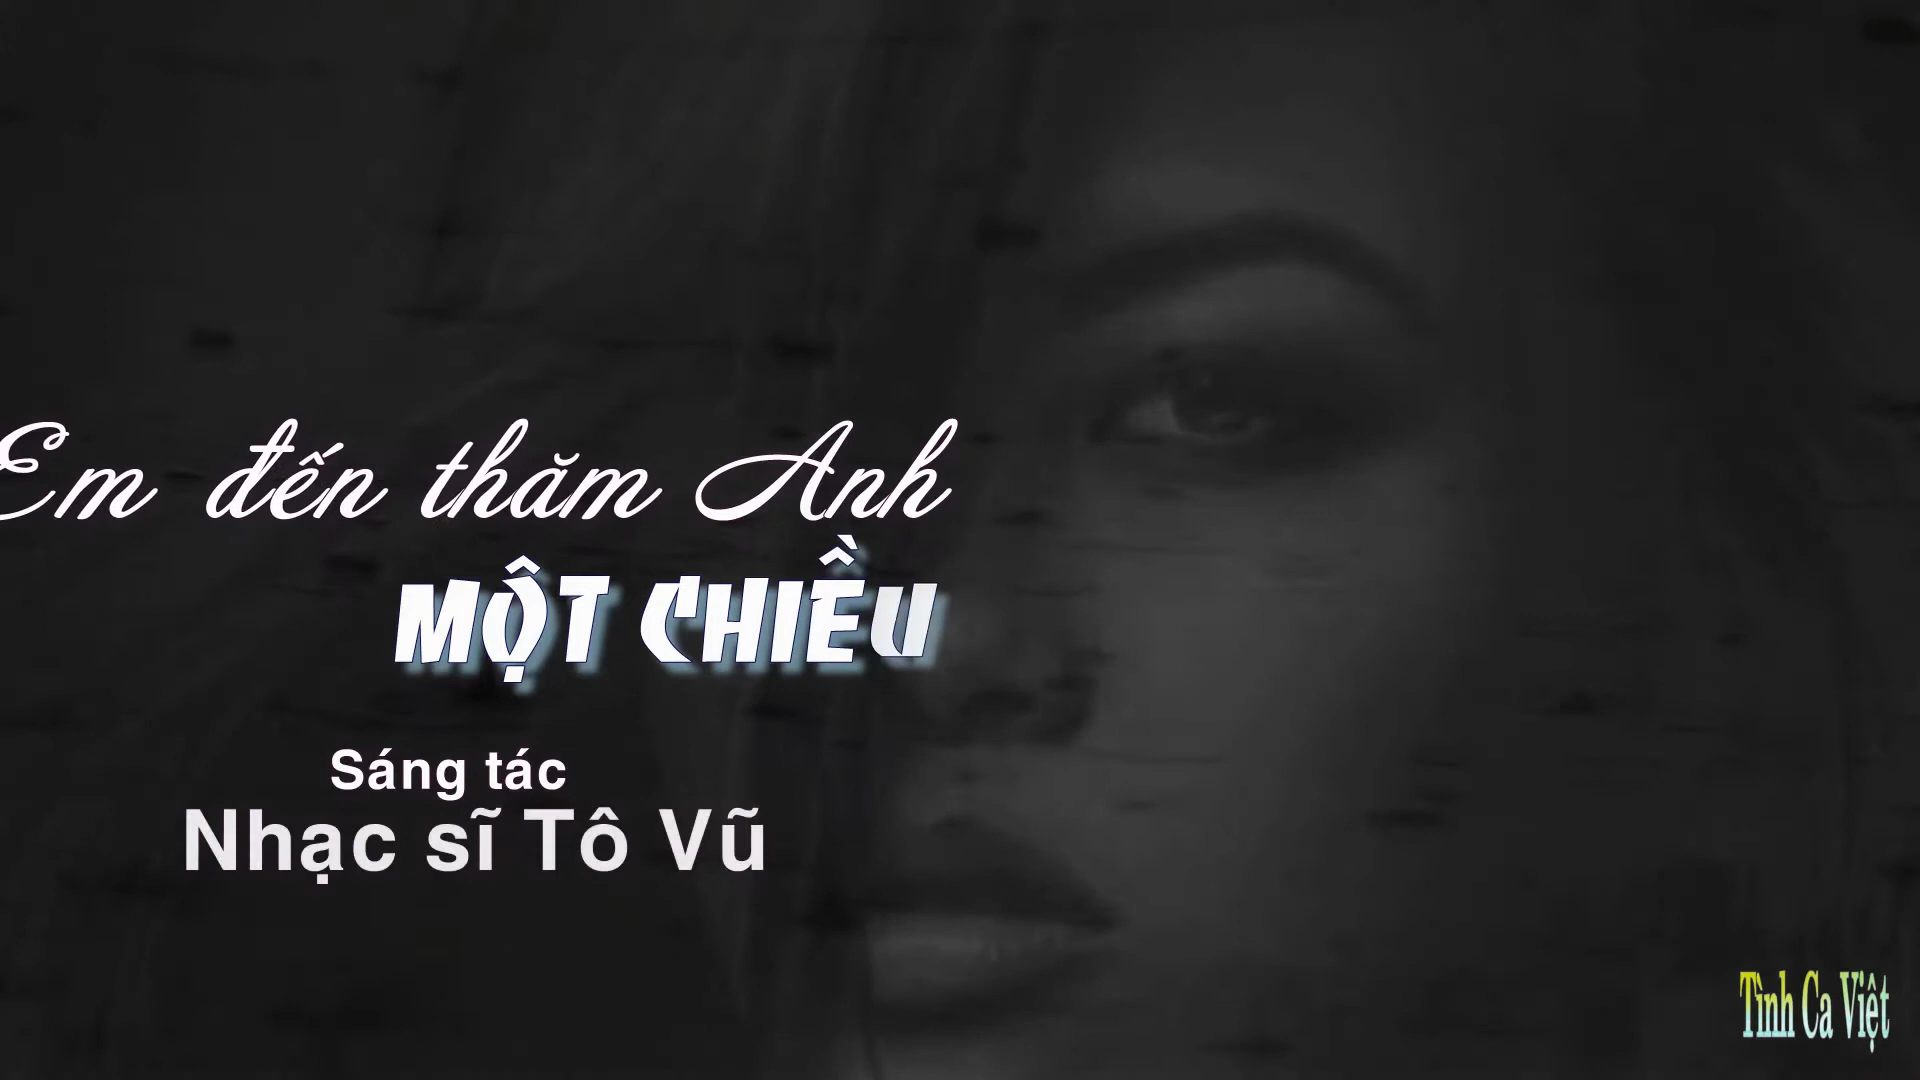 Em đến thăm Anh
MỘT CHIỀU
Sáng tác
Nhạc sĩ Tô Vũ
Tình Ca Việt